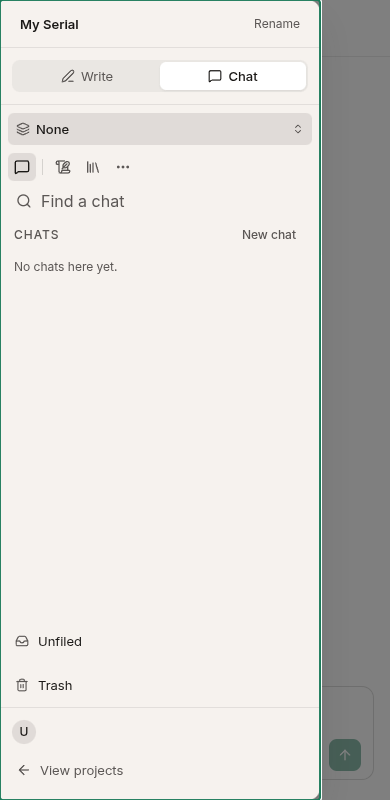 My Serial
Rename
Write
Chat
None
Find a chat
CHATS
New chat
No chats here yet.
Unfiled
Trash
U
View projects